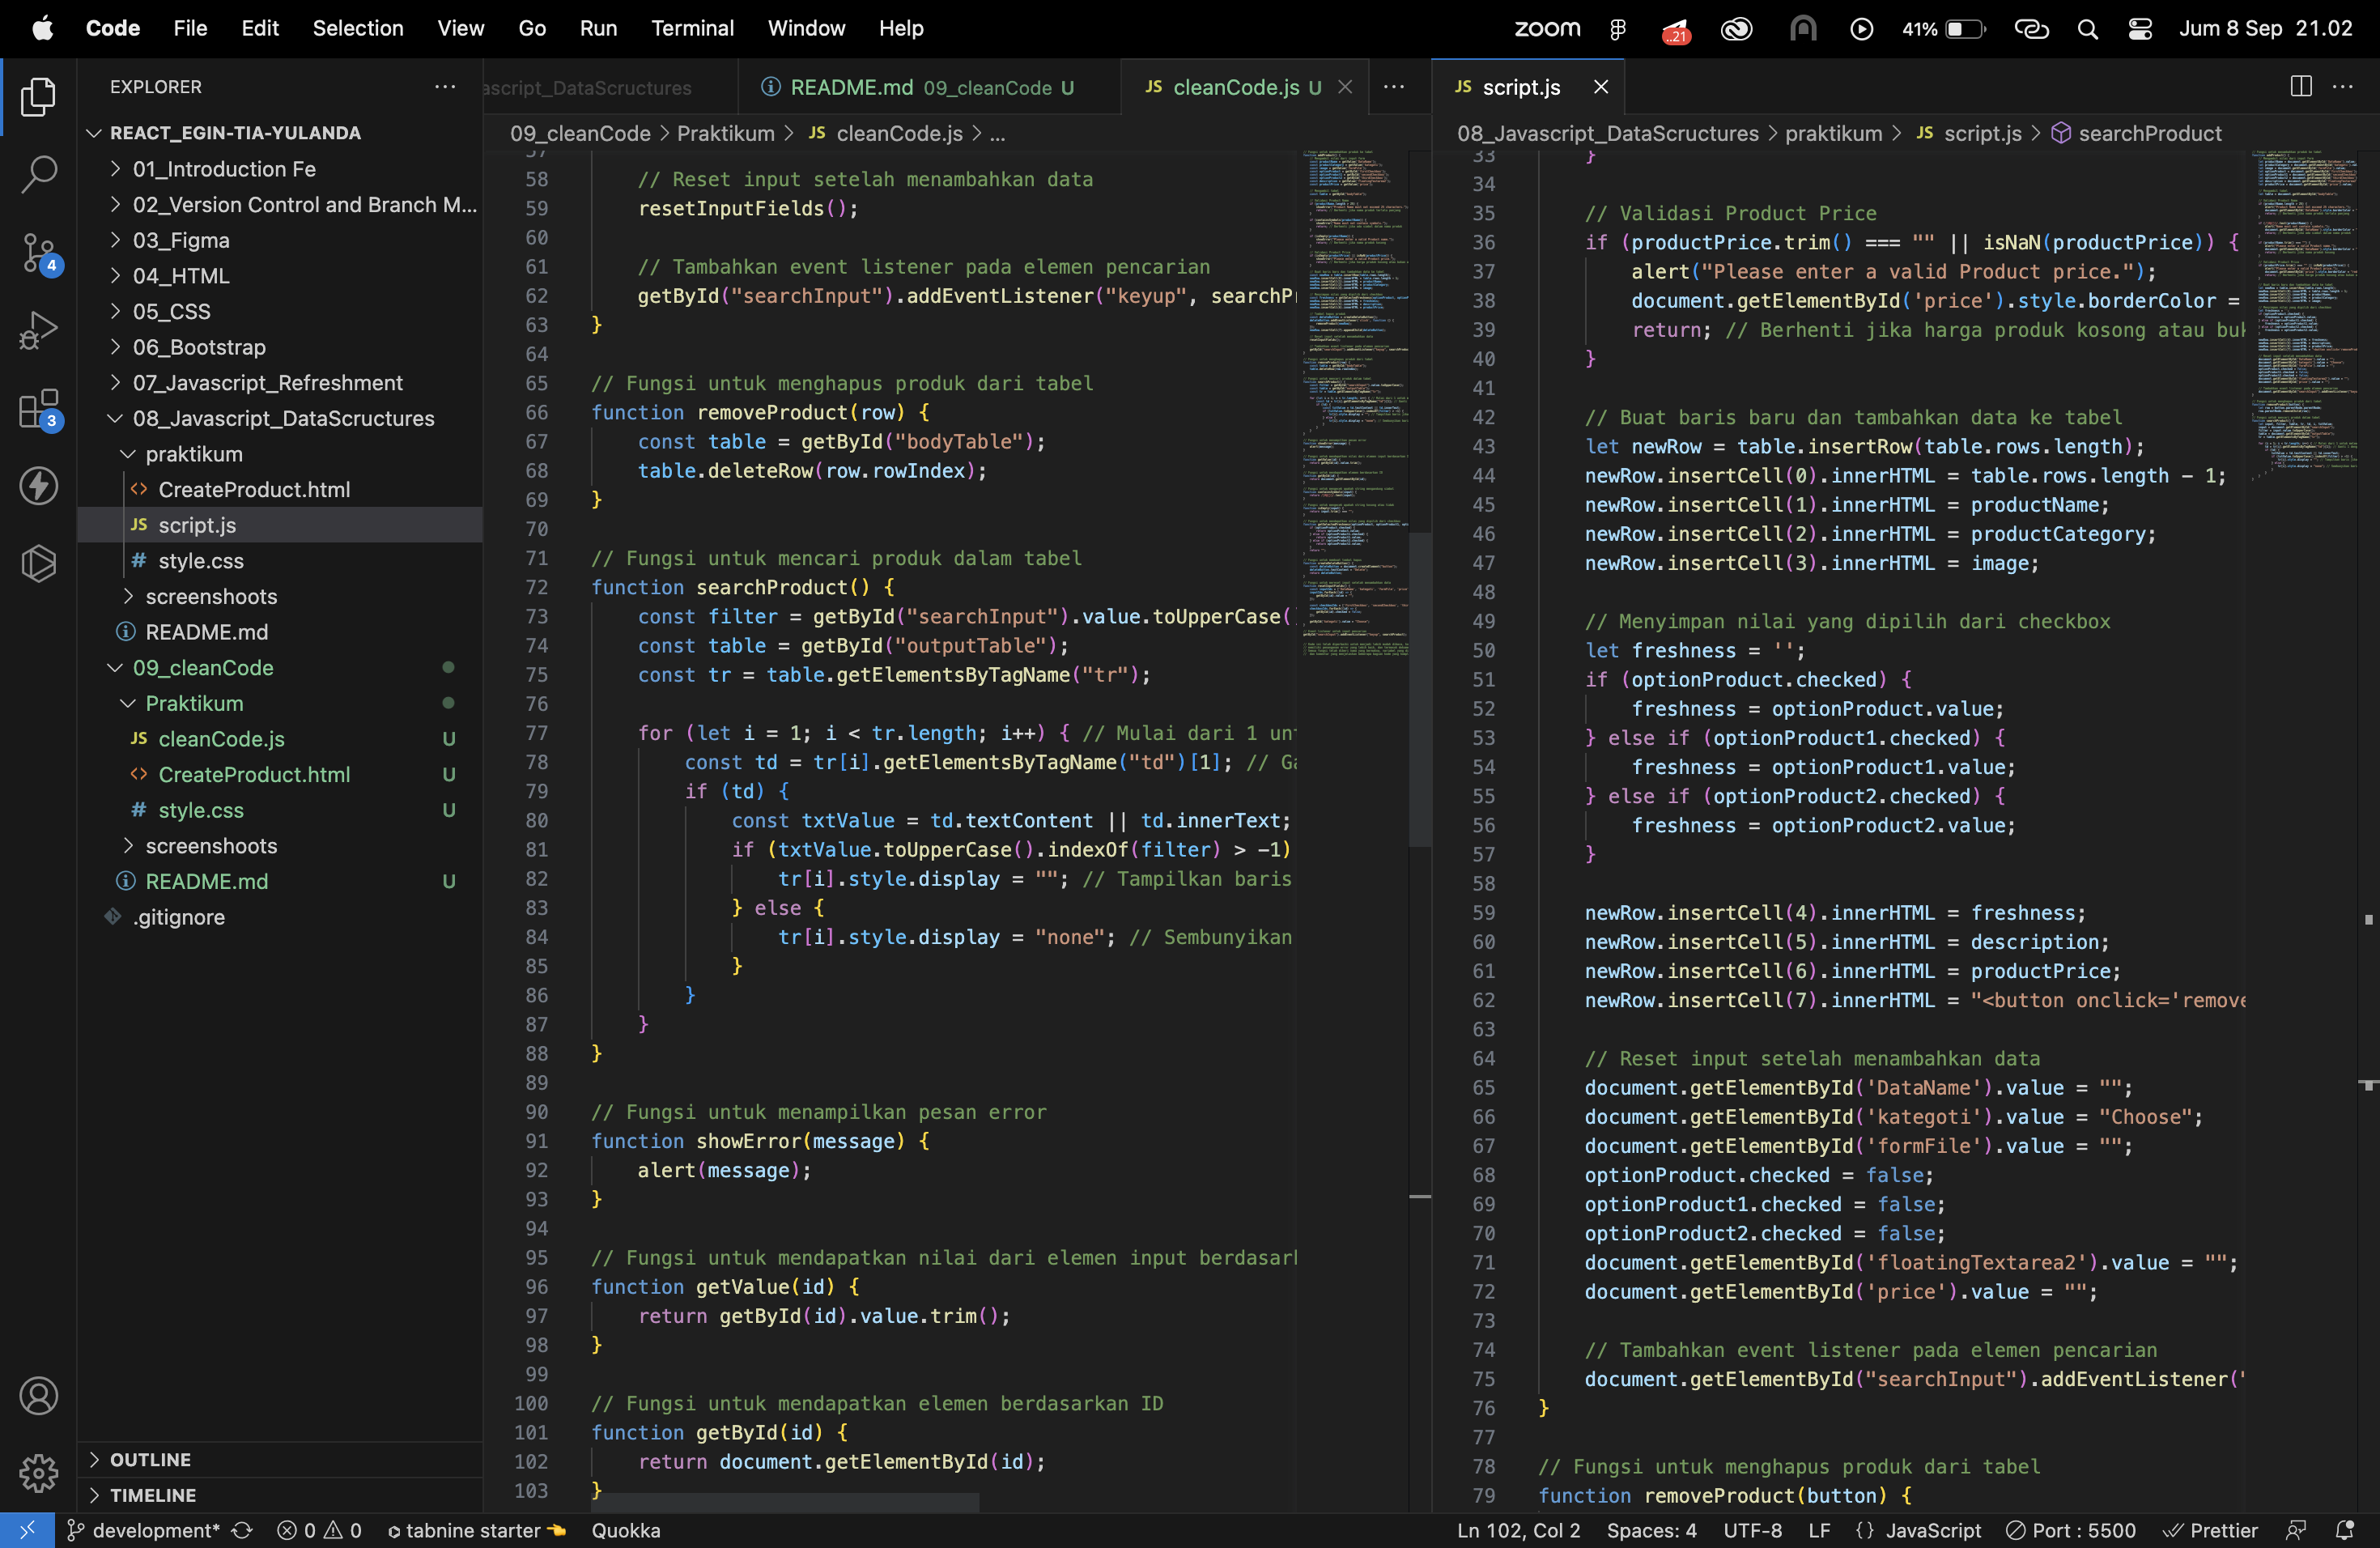 Code File Edit Selection View Go Run Terminal Window Help zoom ..21 41% Jum 8 Sep 21.02
EXPLORER
REACT_EGIN-TIA-YULANDA
01_Introduction Fe
02_Version Control and Branch M...
03_Figma
04_HTML
05_CSS
06_Bootstrap
07_Javascript_Refreshment
08_Javascript_DataScructures
praktikum
CreateProduct.html
JS script.js
# style.css
screenshoots
README.md
09_cleanCode
Praktikum
JS cleanCode.js U
CreateProduct.html U
# style.css U
screenshoots
README.md U
.gitignore
OUTLINE
TIMELINE
4
3
ascript_DataScructures README.md 09_cleanCode U JS cleanCode.js U
09_cleanCode > Praktikum > JS cleanCode.js > ...
57
58 // Reset input setelah menambahkan data
59 resetInputFields();
60
61 // Tambahkan event listener pada elemen pencarian
62 getById("searchInput").addEventListener("keyup", searchPr
63 }
64
65 // Fungsi untuk menghapus produk dari tabel
66 function removeProduct(row) {
67 const table = getById("bodyTable");
68 table.deleteRow(row.rowIndex);
69 }
70
71 // Fungsi untuk mencari produk dalam tabel
72 function searchProduct() {
73 const filter = getById("searchInput").value.toUpperCase()
74 const table = getById("outputTable");
75 const tr = table.getElementsByTagName("tr");
76
77 for (let i = 1; i < tr.length; i++) { // Mulai dari 1 unt
78 const td = tr[i].getElementsByTagName("td")[1]; // Ga
79 if (td) {
80 const txtValue = td.textContent || td.innerText;
81 if (txtValue.toUpperCase().indexOf(filter) > -1)
82 tr[i].style.display = ""; // Tampilkan baris
83 } else {
84 tr[i].style.display = "none"; // Sembunyikan
85 }
86 }
87 }
88 }
89
90 // Fungsi untuk menampilkan pesan error
91 function showError(message) {
92 alert(message);
93 }
94
95 // Fungsi untuk mendapatkan nilai dari elemen input berdasark
96 function getValue(id) {
97 return getById(id).value.trim();
98 }
99
100 // Fungsi untuk mendapatkan elemen berdasarkan ID
101 function getById(id) {
102 return document.getElementById(id);
103 }
JS script.js
08_Javascript_DataScructures > praktikum > JS script.js > searchProduct
33 }
34
35 // Validasi Product Price
36 if (productPrice.trim() === "" || isNaN(productPrice)) {
37 alert("Please enter a valid Product price.");
38 document.getElementById('price').style.borderColor =
39 return; // Berhenti jika harga produk kosong atau buk
40 }
41
42 // Buat baris baru dan tambahkan data ke tabel
43 let newRow = table.insertRow(table.rows.length);
44 newRow.insertCell(0).innerHTML = table.rows.length - 1;
45 newRow.insertCell(1).innerHTML = productName;
46 newRow.insertCell(2).innerHTML = productCategory;
47 newRow.insertCell(3).innerHTML = image;
48
49 // Menyimpan nilai yang dipilih dari checkbox
50 let freshness = '';
51 if (optionProduct.checked) {
52 freshness = optionProduct.value;
53 } else if (optionProduct1.checked) {
54 freshness = optionProduct1.value;
55 } else if (optionProduct2.checked) {
56 freshness = optionProduct2.value;
57 }
58
59 newRow.insertCell(4).innerHTML = freshness;
60 newRow.insertCell(5).innerHTML = description;
61 newRow.insertCell(6).innerHTML = productPrice;
62 newRow.insertCell(7).innerHTML = "<button onclick='remove
63
64 // Reset input setelah menambahkan data
65 document.getElementById('DataName').value = "";
66 document.getElementById('kategoti').value = "Choose";
67 document.getElementById('formFile').value = "";
68 optionProduct.checked = false;
69 optionProduct1.checked = false;
70 optionProduct2.checked = false;
71 document.getElementById('floatingTextarea2').value = "";
72 document.getElementById('price').value = "";
73
74 // Tambahkan event listener pada elemen pencarian
75 document.getElementById("searchInput").addEventListener("
76 }
77
78 // Fungsi untuk menghapus produk dari tabel
79 function removeProduct(button) {
development* 0 0 tabnine starter Quokka Ln 102, Col 2 Spaces: 4 UTF-8 LF {} JavaScript Port : 5500 Prettier